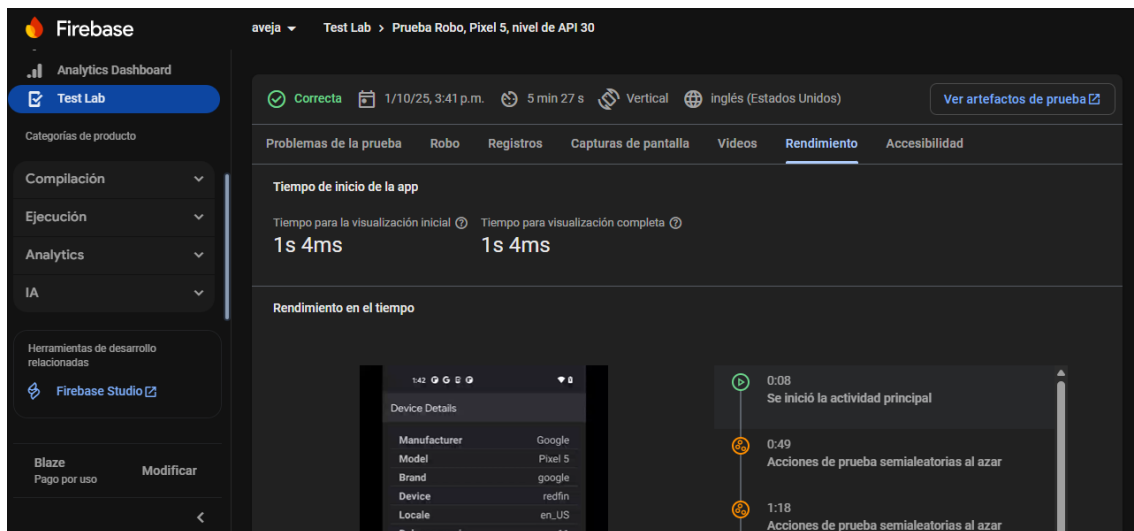 Firebase
aveja
Test Lab > Prueba Robo, Pixel 5, nivel de API 30
Analytics Dashboard
Test Lab
Categorías de producto
Compilación
Ejecución
Analytics
IA
Herramientas de desarrollo
relacionadas
Firebase Studio
Blaze
Pago por uso
Modificar
Correcta
1/10/25, 3:41 p.m.
5 min 27 s
Vertical
inglés (Estados Unidos)
Ver artefactos de prueba
Problemas de la prueba
Robo
Registros
Capturas de pantalla
Videos
Rendimiento
Accesibilidad
Tiempo de inicio de la app
Tiempo para la visualización inicial
1s 4ms
Tiempo para visualización completa
1s 4ms
Rendimiento en el tiempo
1:42
Device Details
Manufacturer Google
Model Pixel 5
Brand google
Device redfin
Locale en_US
0:08
Se inició la actividad principal
0:49
Acciones de prueba semialeatorias al azar
1:18
Acciones de prueba semialeatorias al azar